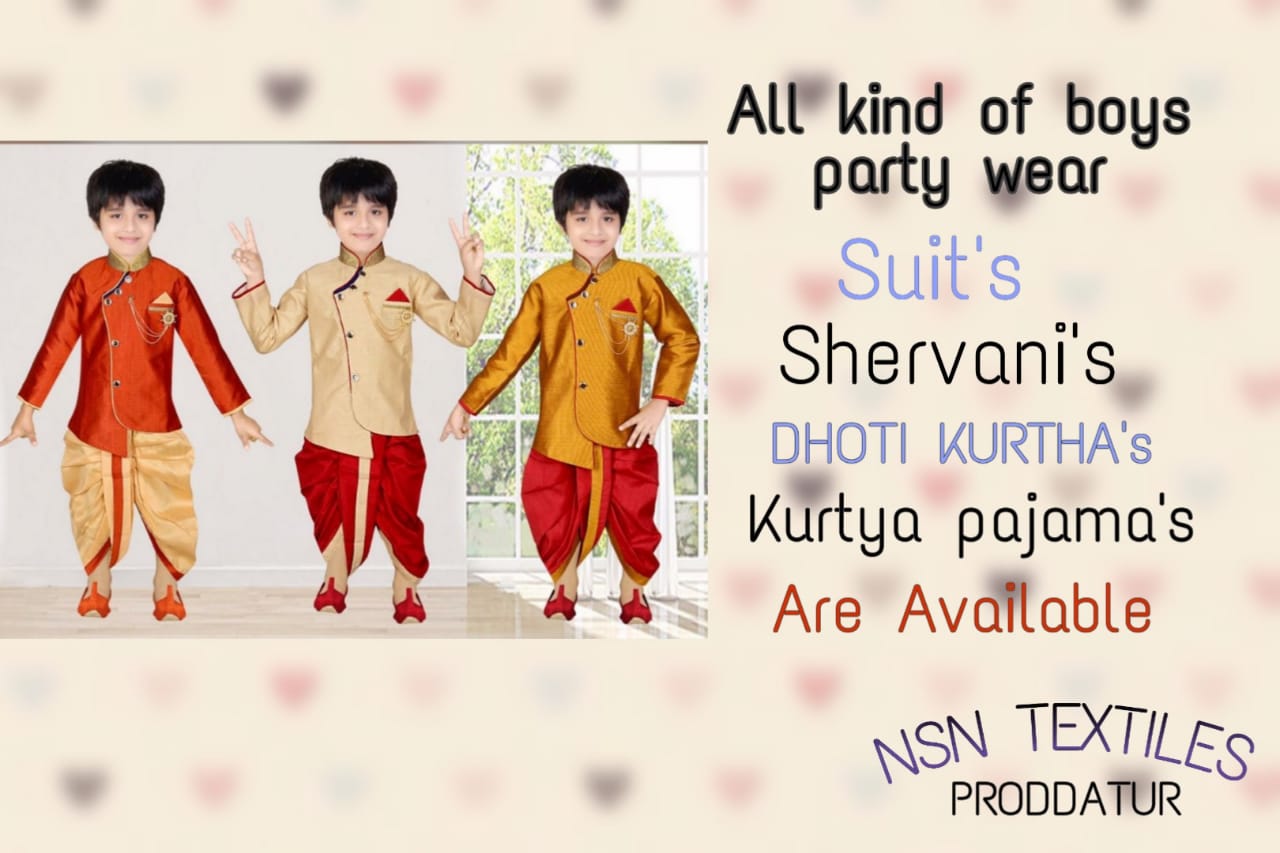 All kind of boys
party wear
Suit's
Shervani's
DHOTI KURTHA's
Kurtya pajama's
Are Available
NSN TEXTILES
PRODDATUR